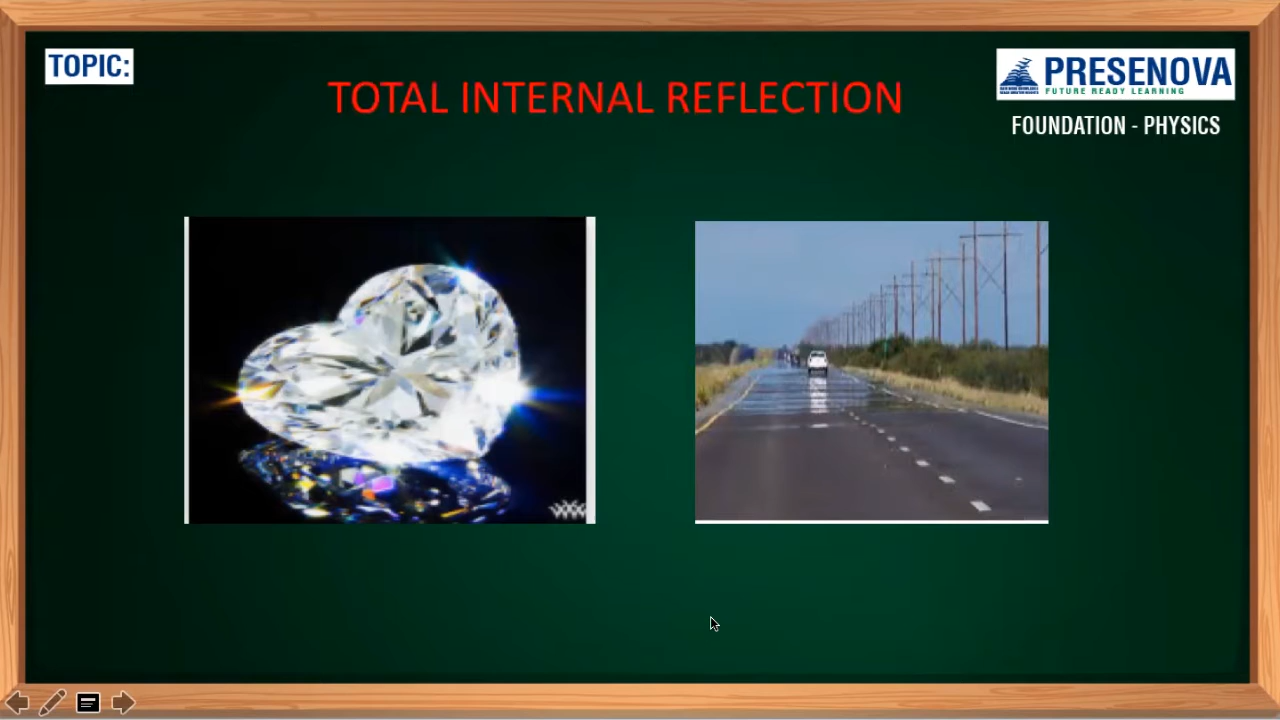 TOPIC:
TOTAL INTERNAL REFLECTION
PRESENOVA
FUTURE READY LEARNING
FOUNDATION - PHYSICS